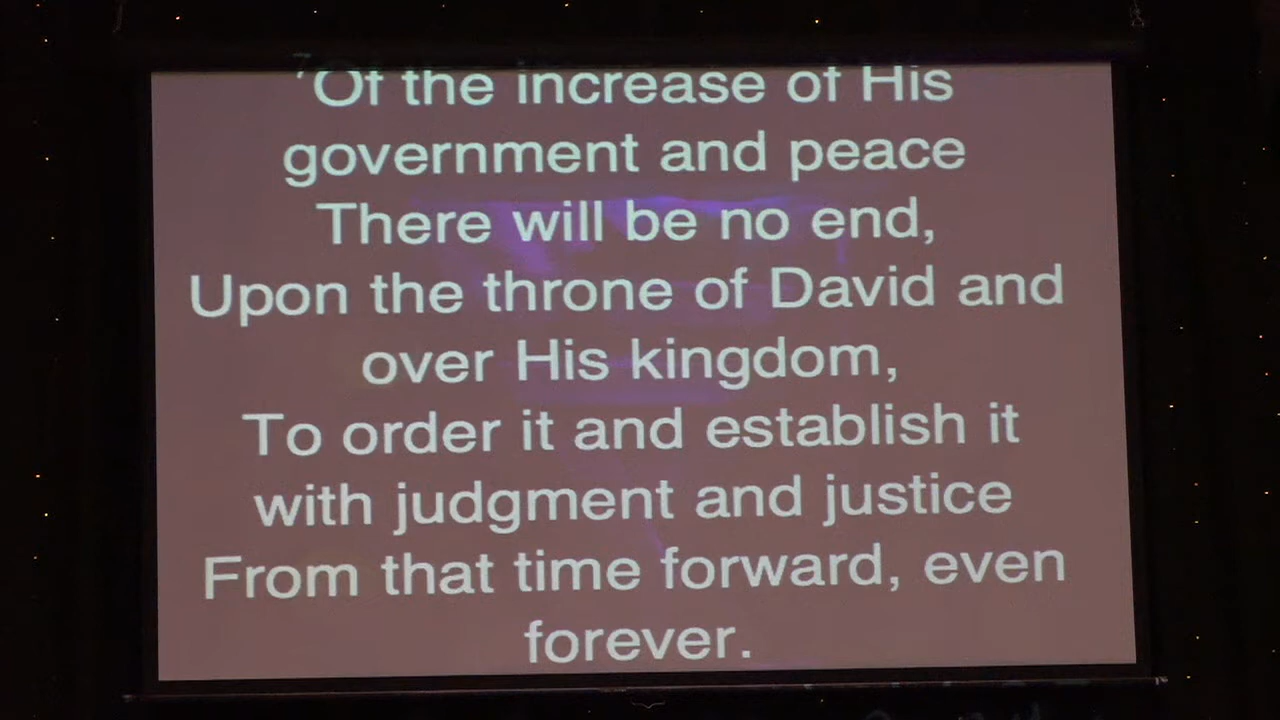 7Of the increase of His
government and peace
There will be no end,
Upon the throne of David and
over His kingdom,
To order it and establish it
with judgment and justice
From that time forward, even
forever.